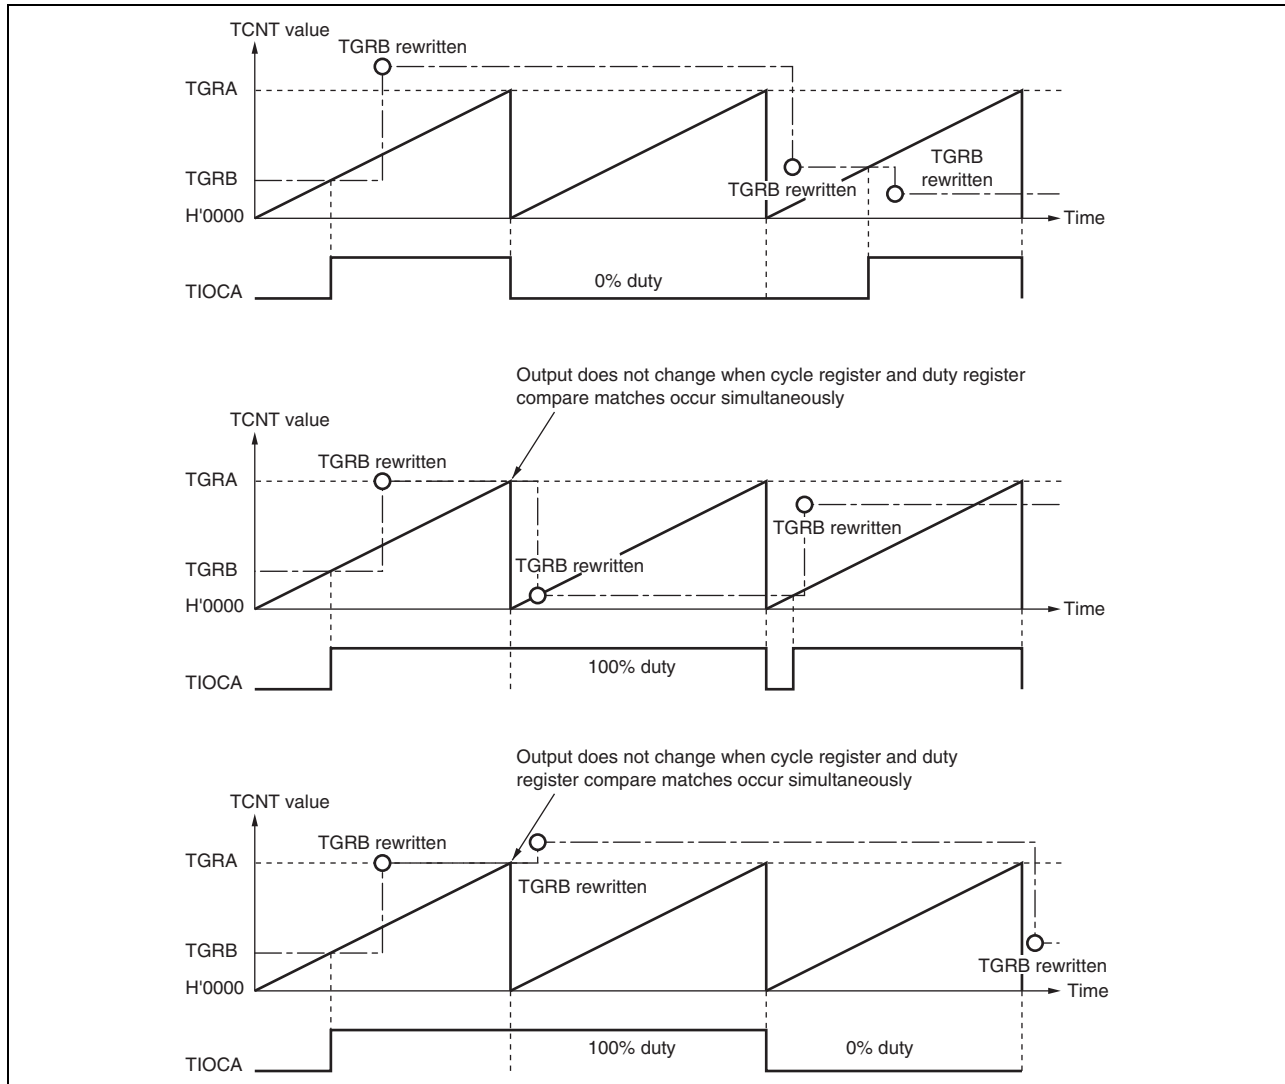 TCNT value
TGRB rewritten
TGRA
TGRB
rewritten
TGRB
TGRB rewritten
H'0000
Time
0% duty
TIOCA
Output does not change when cycle register and duty register
compare matches occur simultaneously
TCNT value
TGRB rewritten
TGRA
TGRB rewritten
TGRB
TGRB rewritten
H'0000
Time
100% duty
TIOCA
Output does not change when cycle register and duty
register compare matches occur simultaneously
TCNT value
TGRB rewritten
TGRA
TGRB rewritten
TGRB
TGRB rewritten
H'0000
Time
100% duty
0% duty
TIOCA